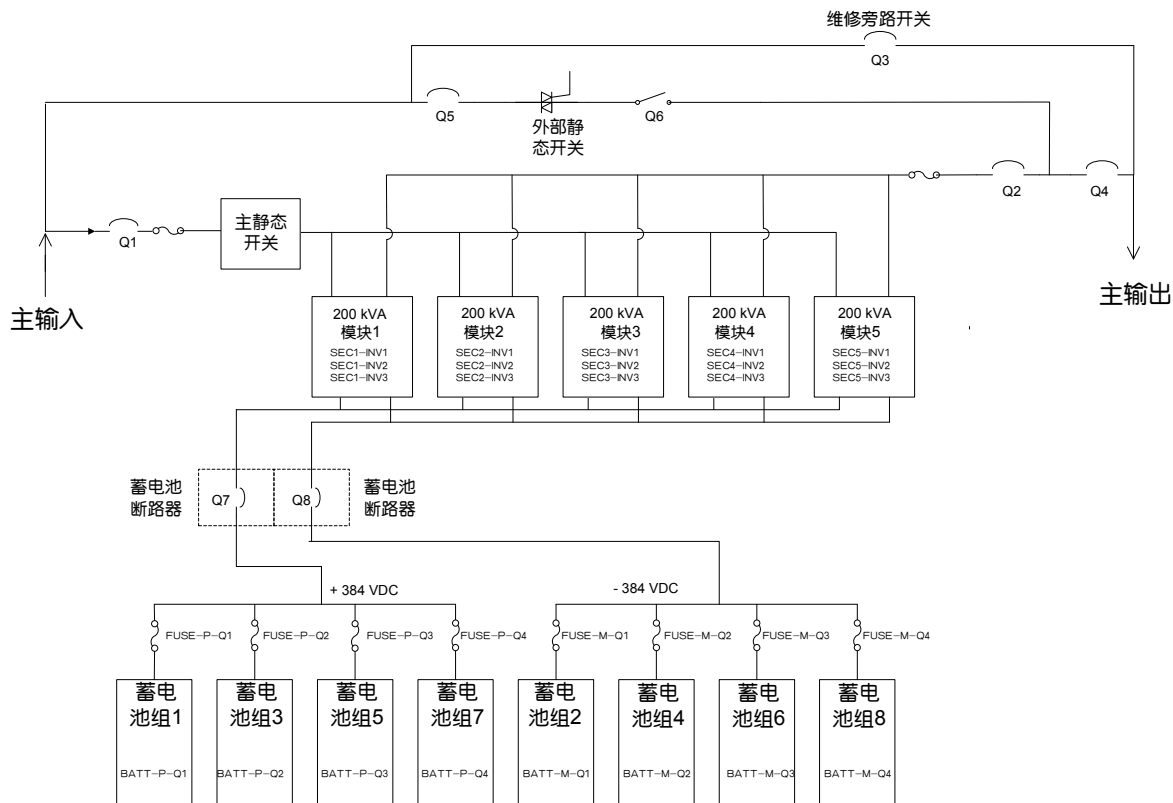 维修旁路开关
Q3
Q5
外部静
态开关
Q6
Q2
Q4
Q1
主静态
开关
主输入
主输出
200 kVA
模块1
SEC1-INV1
SEC1-INV2
SEC1-INV3
200 kVA
模块2
SEC2-INV1
SEC2-INV2
SEC2-INV3
200 kVA
模块3
SEC3-INV1
SEC3-INV2
SEC3-INV3
200 kVA
模块4
SEC4-INV1
SEC4-INV2
SEC4-INV3
200 kVA
模块5
SEC5-INV1
SEC5-INV2
SEC5-INV3
蓄电池
断路器
Q7
Q8
蓄电池
断路器
+ 384 VDC
- 384 VDC
FUSE-P-Q1
FUSE-P-Q2
FUSE-P-Q3
FUSE-P-Q4
FUSE-M-Q1
FUSE-M-Q2
FUSE-M-Q3
FUSE-M-Q4
蓄电
池组1
BATT-P-Q1
蓄电
池组3
BATT-P-Q2
蓄电
池组5
BATT-P-Q3
蓄电
池组7
BATT-P-Q4
蓄电
池组2
BATT-M-Q1
蓄电
池组4
BATT-M-Q2
蓄电
池组6
BATT-M-Q3
蓄电
池组8
BATT-M-Q4